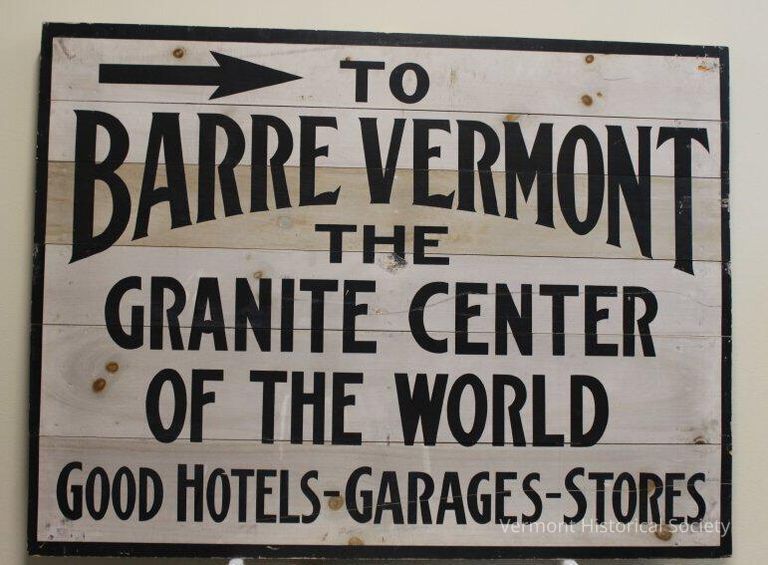 TO
BARRE VERMONT
THE
GRANITE CENTER
OF THE WORLD
GOOD HOTELS-GARAGES-STORES
Vermont Historical Society